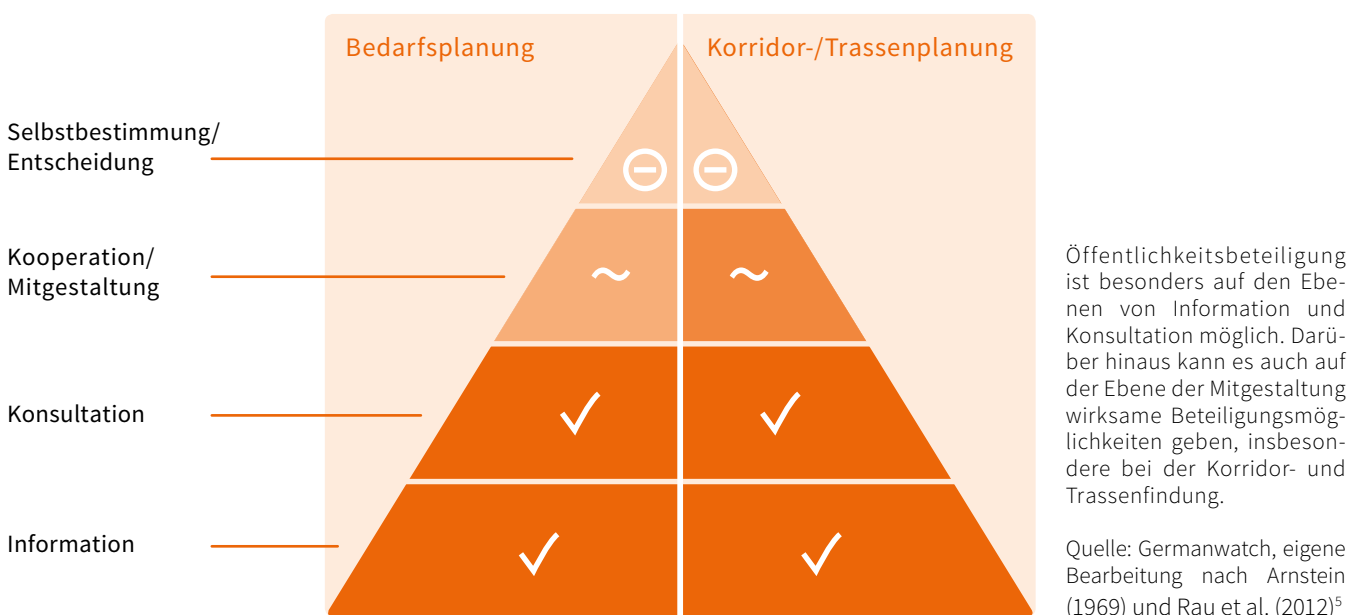 Bedarfsplanung
Korridor-/Trassenplanung
Selbstbestimmung/
Entscheidung
Kooperation/
Mitgestaltung
Konsultation
Information
Öffentlichkeitsbeteiligung
ist besonders auf den Ebe-
nen von Information und
Konsultation möglich. Darü-
ber hinaus kann es auch auf
der Ebene der Mitgestaltung
wirksame Beteiligungsmög-
lichkeiten geben, insbeson-
dere bei der Korridor- und
Trassenfindung.
Quelle: Germanwatch, eigene
Bearbeitung nach Arnstein
(1969) und Rau et al. (2012)⁵